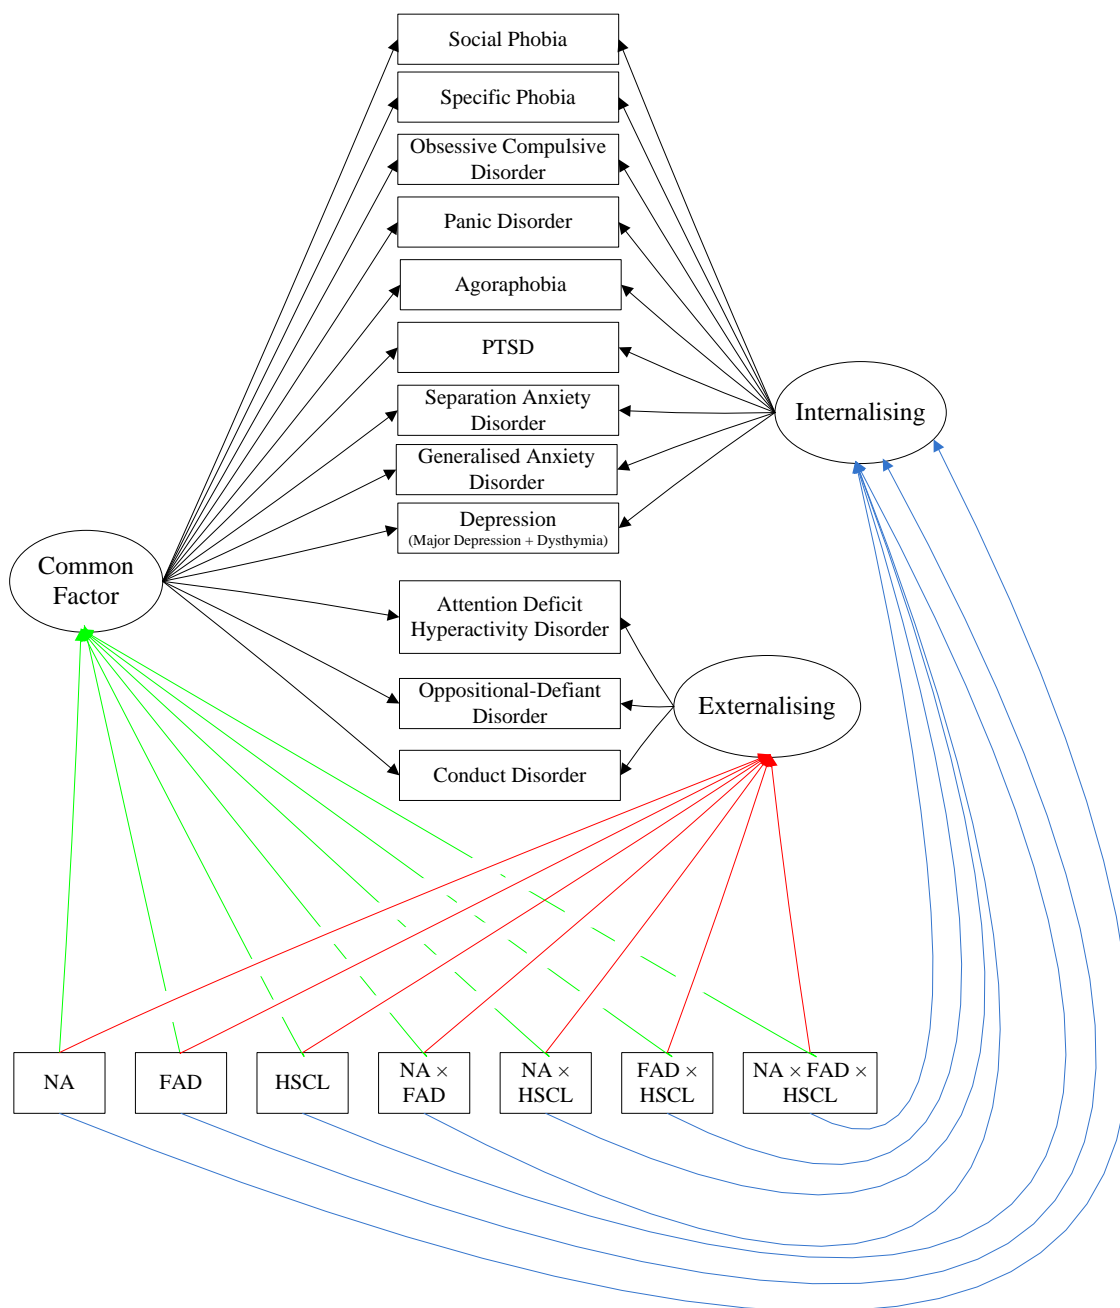 Social Phobia
Specific Phobia
Obsessive Compulsive
Disorder
Panic Disorder
Agoraphobia
PTSD
Separation Anxiety
Disorder
Internalising
Generalised Anxiety
Disorder
Depression
(Major Depression + Dysthymia)
Common
Factor
Attention Deficit
Hyperactivity Disorder
Oppositional-Defiant
Disorder
Externalising
Conduct Disorder
NA
FAD
HSCL
NA ×
FAD
NA ×
HSCL
FAD ×
HSCL
NA × FAD ×
HSCL